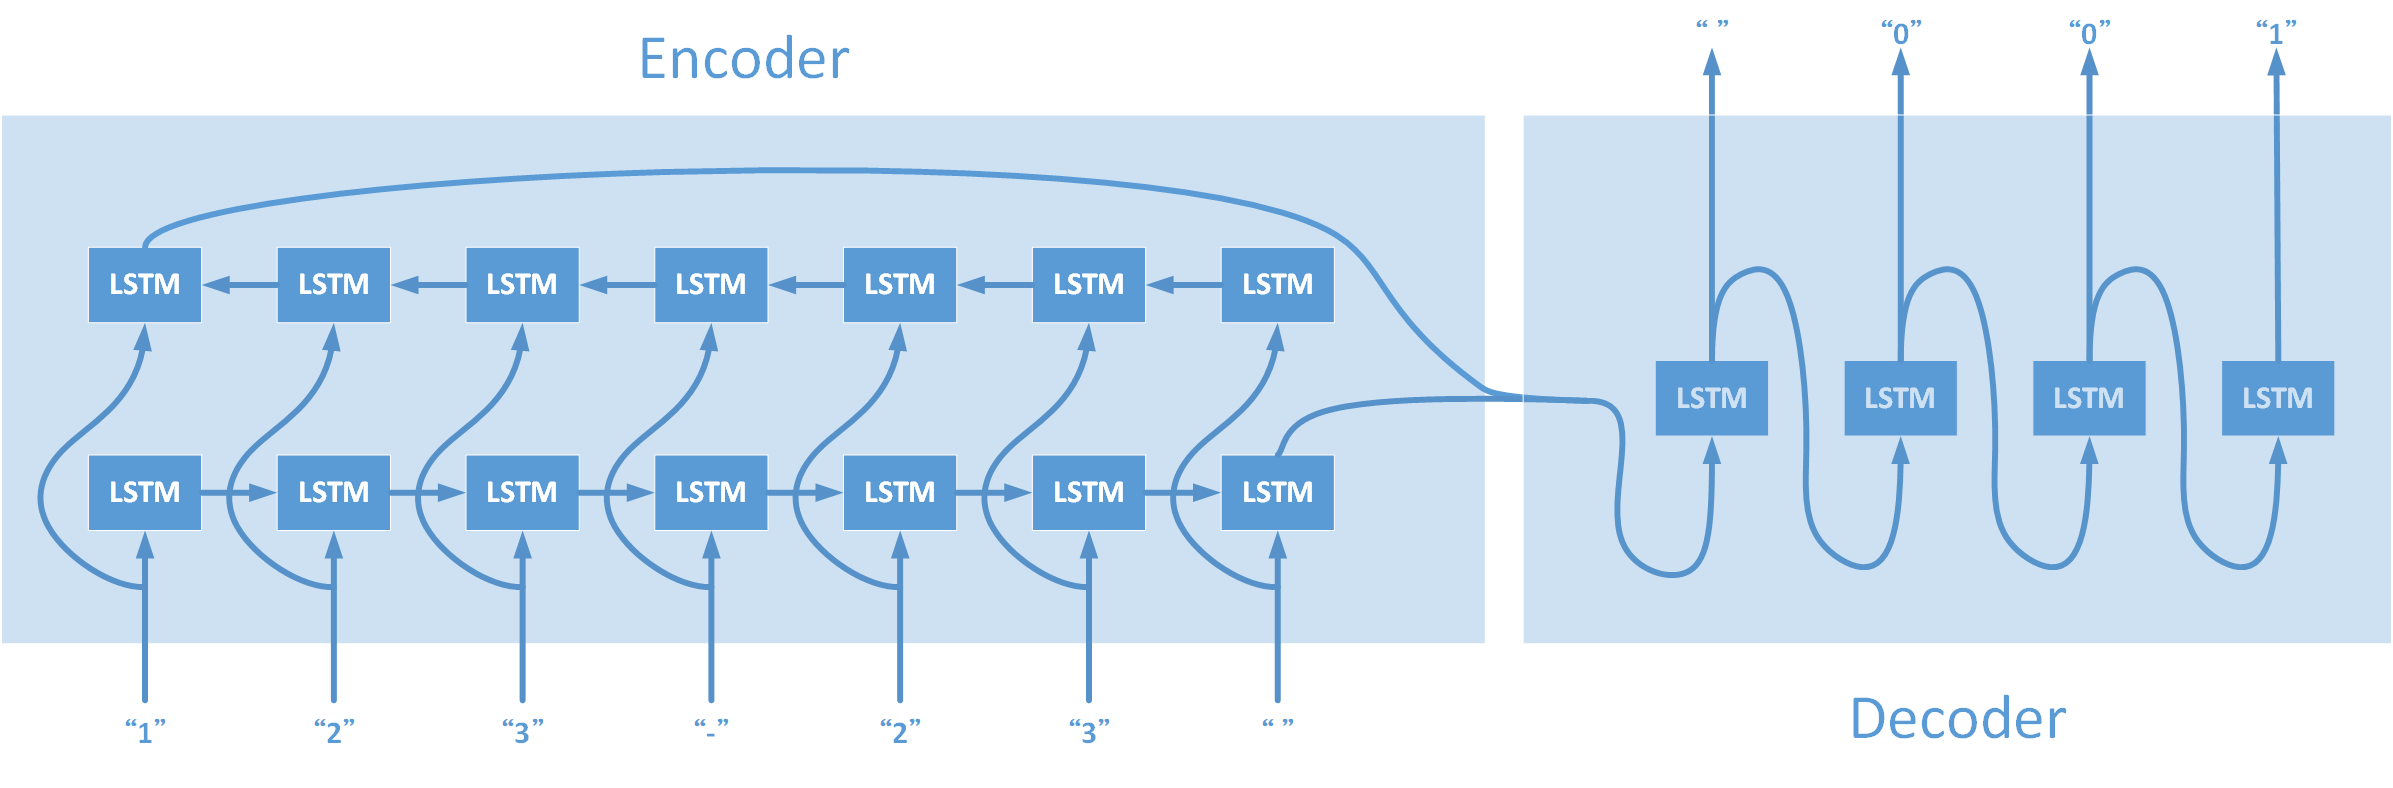 Encoder
“ ” “0” “0” “1”
LSTM LSTM LSTM LSTM LSTM LSTM LSTM
LSTM LSTM LSTM LSTM
LSTM LSTM LSTM LSTM LSTM LSTM LSTM
“1” “2” “3” “-” “2” “3” “ ”
Decoder